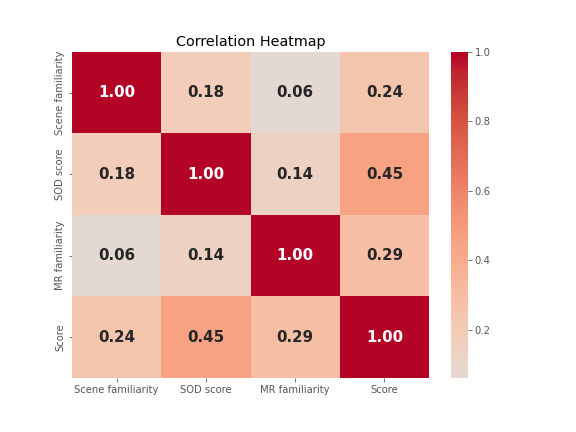 Correlation Heatmap
Scene familiarity
1.00 0.18 0.06 0.24
SOD score
0.18 1.00 0.14 0.45
MR familiarity
0.06 0.14 1.00 0.29
Score
0.24 0.45 0.29 1.00
Scene familiarity SOD score MR familiarity Score
1.0
0.8
0.6
0.4
0.2